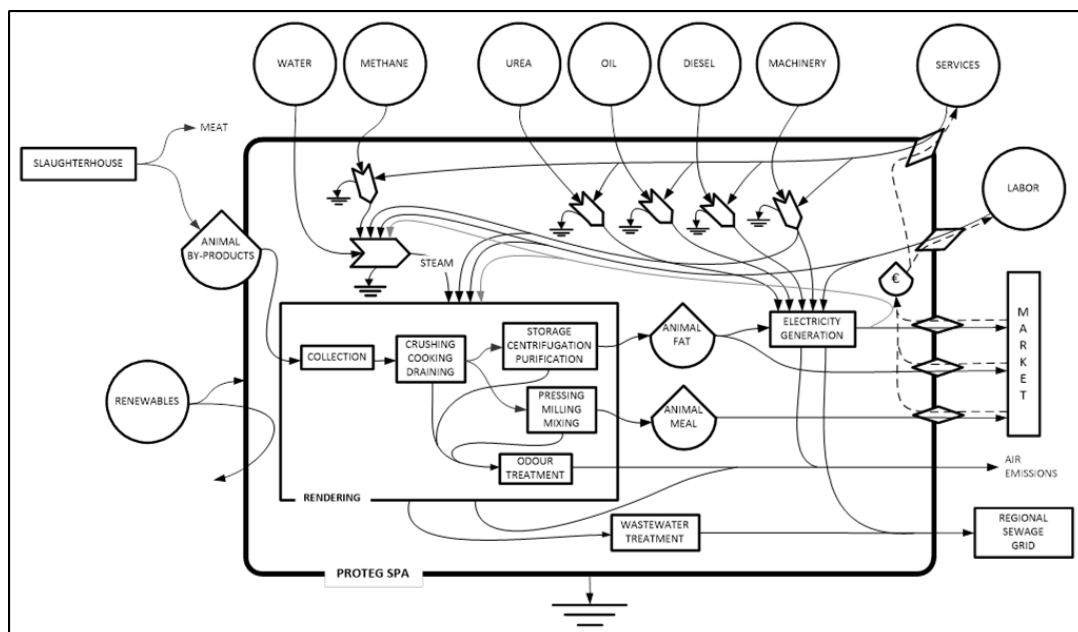 WATER
METHANE
UREA
OIL
DIESEL
MACHINERY
SERVICES
MEAT
SLAUGHTERHOUSE
LABOR
ANIMAL
BY-PRODUCTS
STEAM
€
MARKET
ELECTRICITY
GENERATION
STORAGE
CENTRIFUGATION
PURIFICATION
ANIMAL
FAT
COLLECTION
CRUSHING
COOKING
DRAINING
RENEWABLES
PRESSING
MILLING
MIXING
ANIMAL
MEAL
ODOUR
TREATMENT
AIR
EMISSIONS
RENDERING
WASTEWATER
TREATMENT
REGIONAL
SEWAGE
GRID
PROTEG SPA